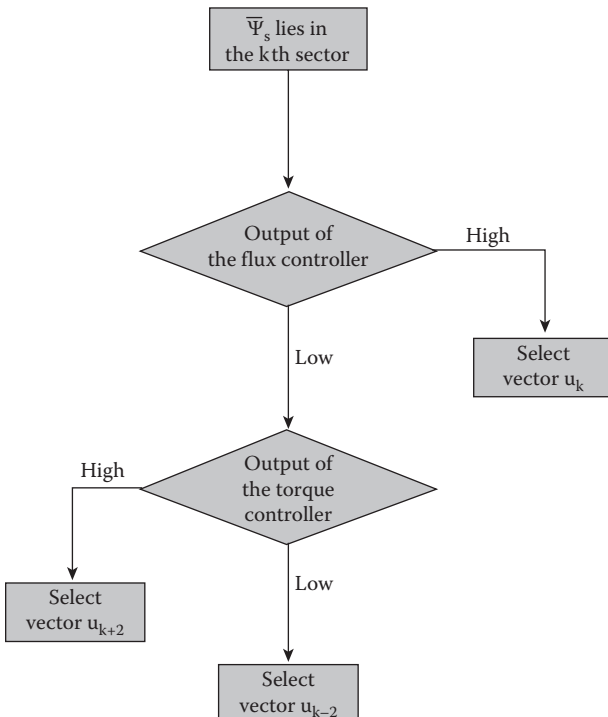 Ψ̅s lies in
the kth sector
Output of
the flux controller
High
Select
vector uk
Low
Output of
the torque
controller
High
Select
vector uk+2
Low
Select
vector uk−2